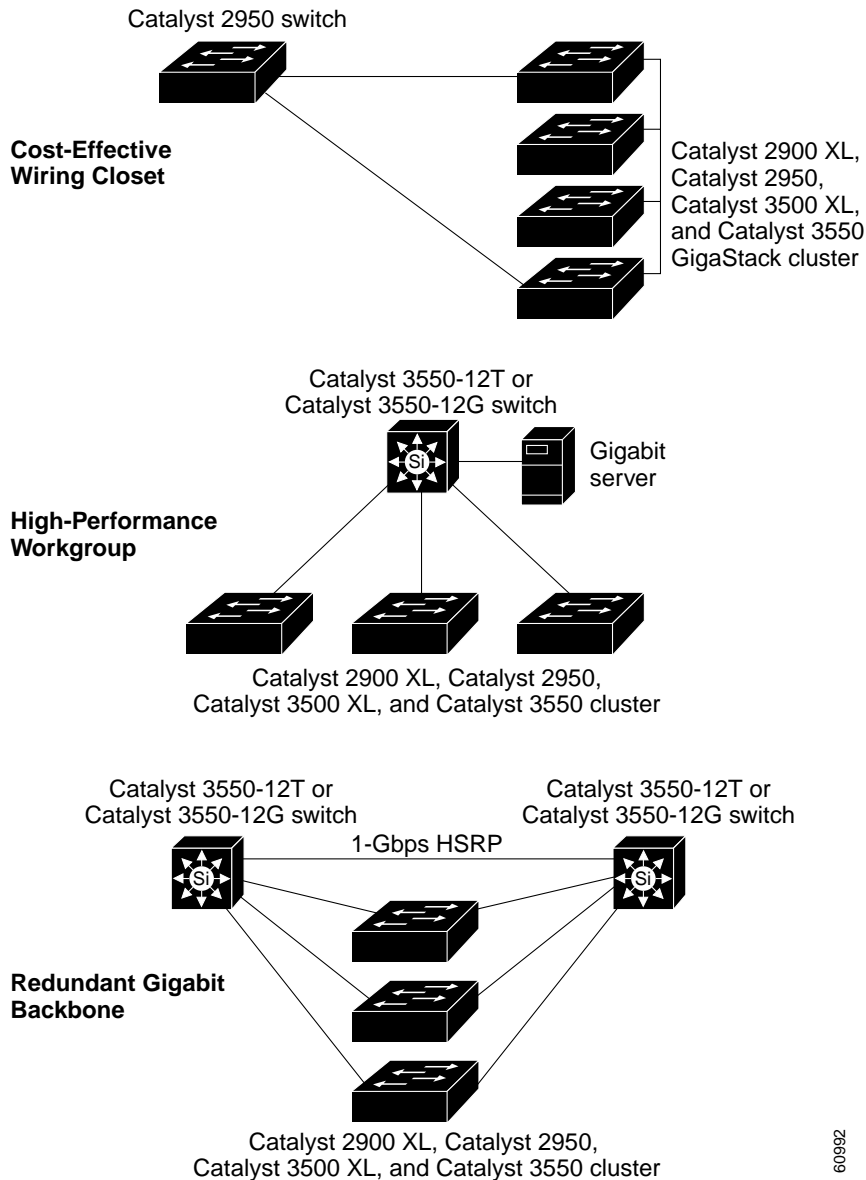 Catalyst 2950 switch
Cost-Effective
Wiring Closet
Catalyst 2900 XL,
Catalyst 2950,
Catalyst 3500 XL,
and Catalyst 3550
GigaStack cluster
Catalyst 3550-12T or
Catalyst 3550-12G switch
Si
Gigabit
server
High-Performance
Workgroup
Catalyst 2900 XL, Catalyst 2950,
Catalyst 3500 XL, and Catalyst 3550 cluster
Catalyst 3550-12T or
Catalyst 3550-12G switch
Catalyst 3550-12T or
Catalyst 3550-12G switch
1-Gbps HSRP
Si
Si
Redundant Gigabit
Backbone
Catalyst 2900 XL, Catalyst 2950,
Catalyst 3500 XL, and Catalyst 3550 cluster
60992